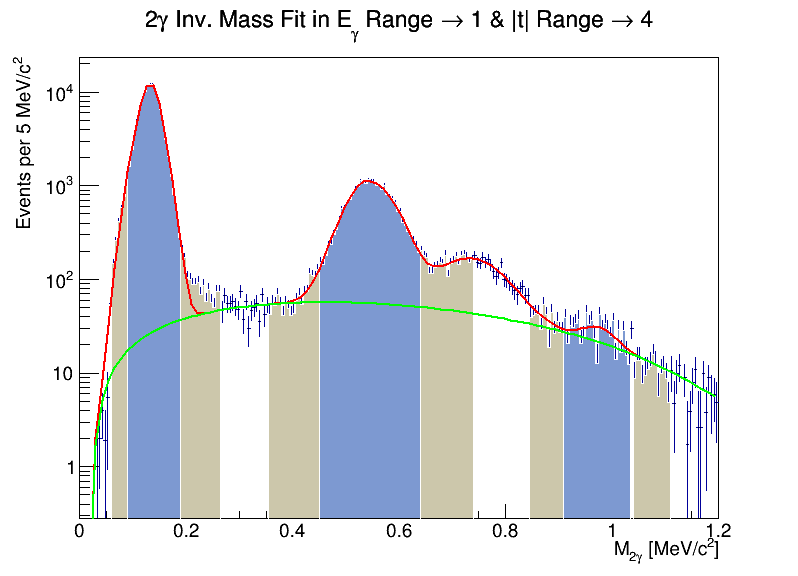 2γ Inv. Mass Fit in Eγ Range → 1 & |t| Range → 4
Events per 5 MeV/c²
10⁴
10³
10²
10
1
0 0.2 0.4 0.6 0.8 1 1.2
M2γ [MeV/c²]